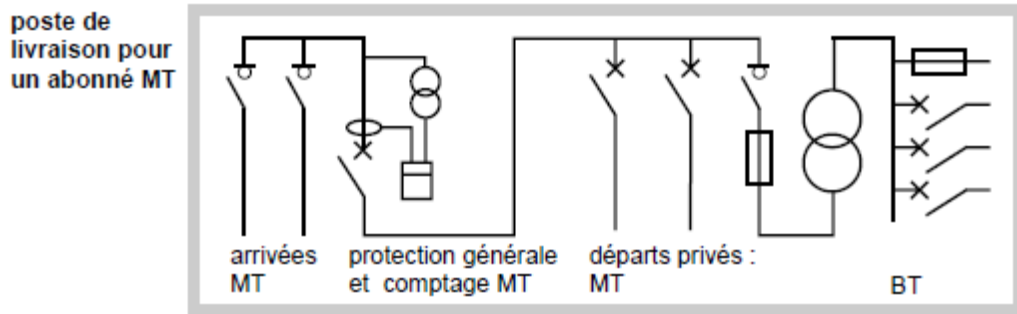 poste de
livraison pour
un abonné MT
arrivées
MT
protection générale
et comptage MT
départs privés :
MT
BT